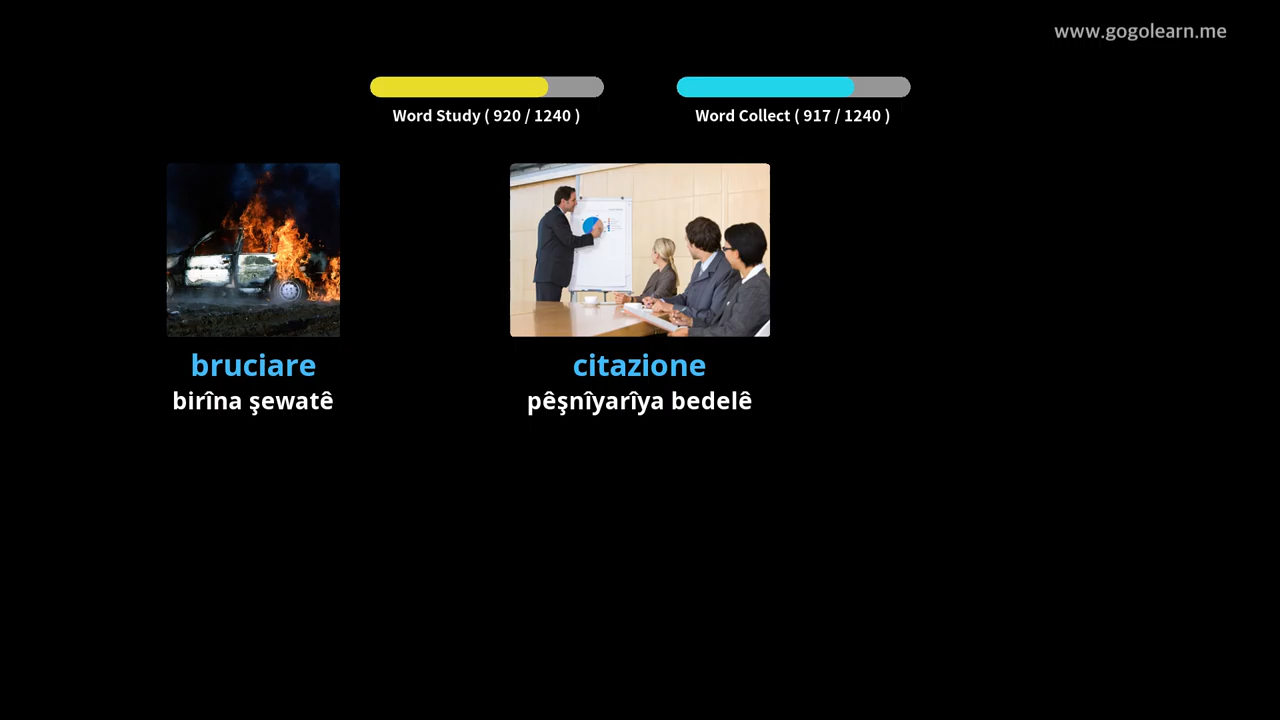 www.gogolearn.me
Word Study ( 920 / 1240 )
Word Collect ( 917 / 1240 )
bruciare
birîna şewatê
citazione
pêşnîyarîya bedelê